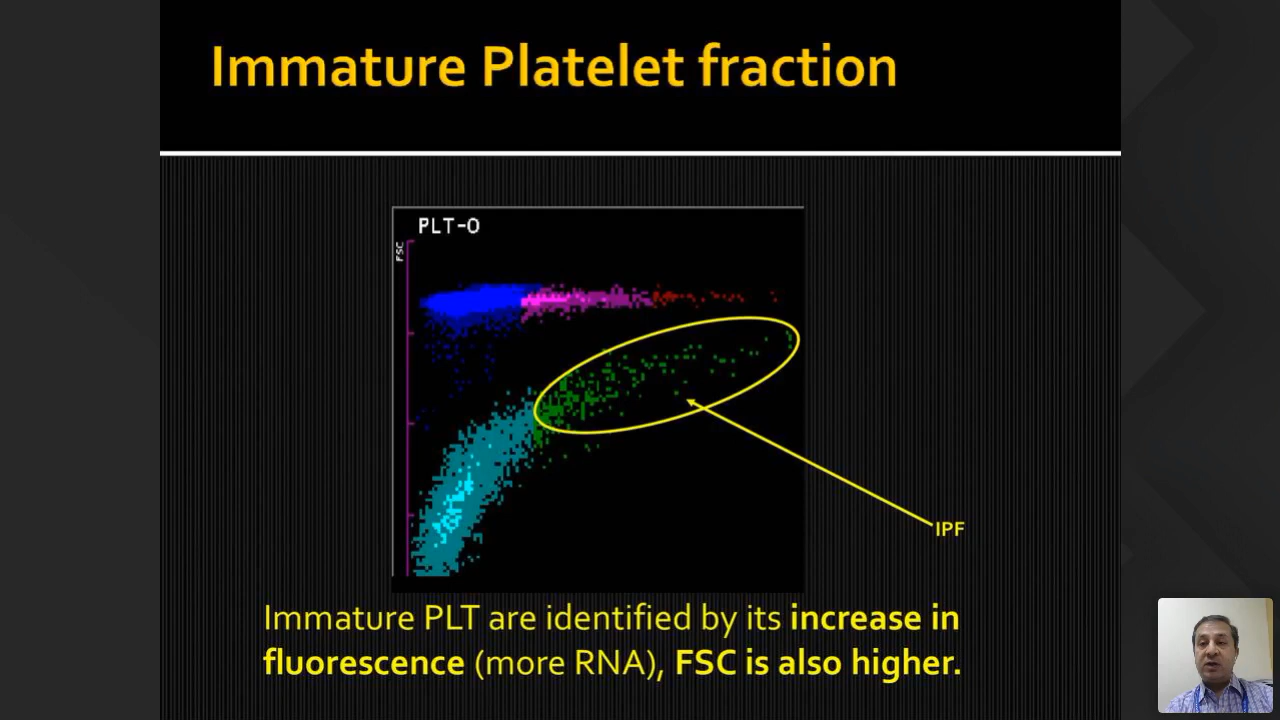 Immature Platelet fraction
PLT-O
FSC
IPF
Immature PLT are identified by its increase in
fluorescence (more RNA), FSC is also higher.